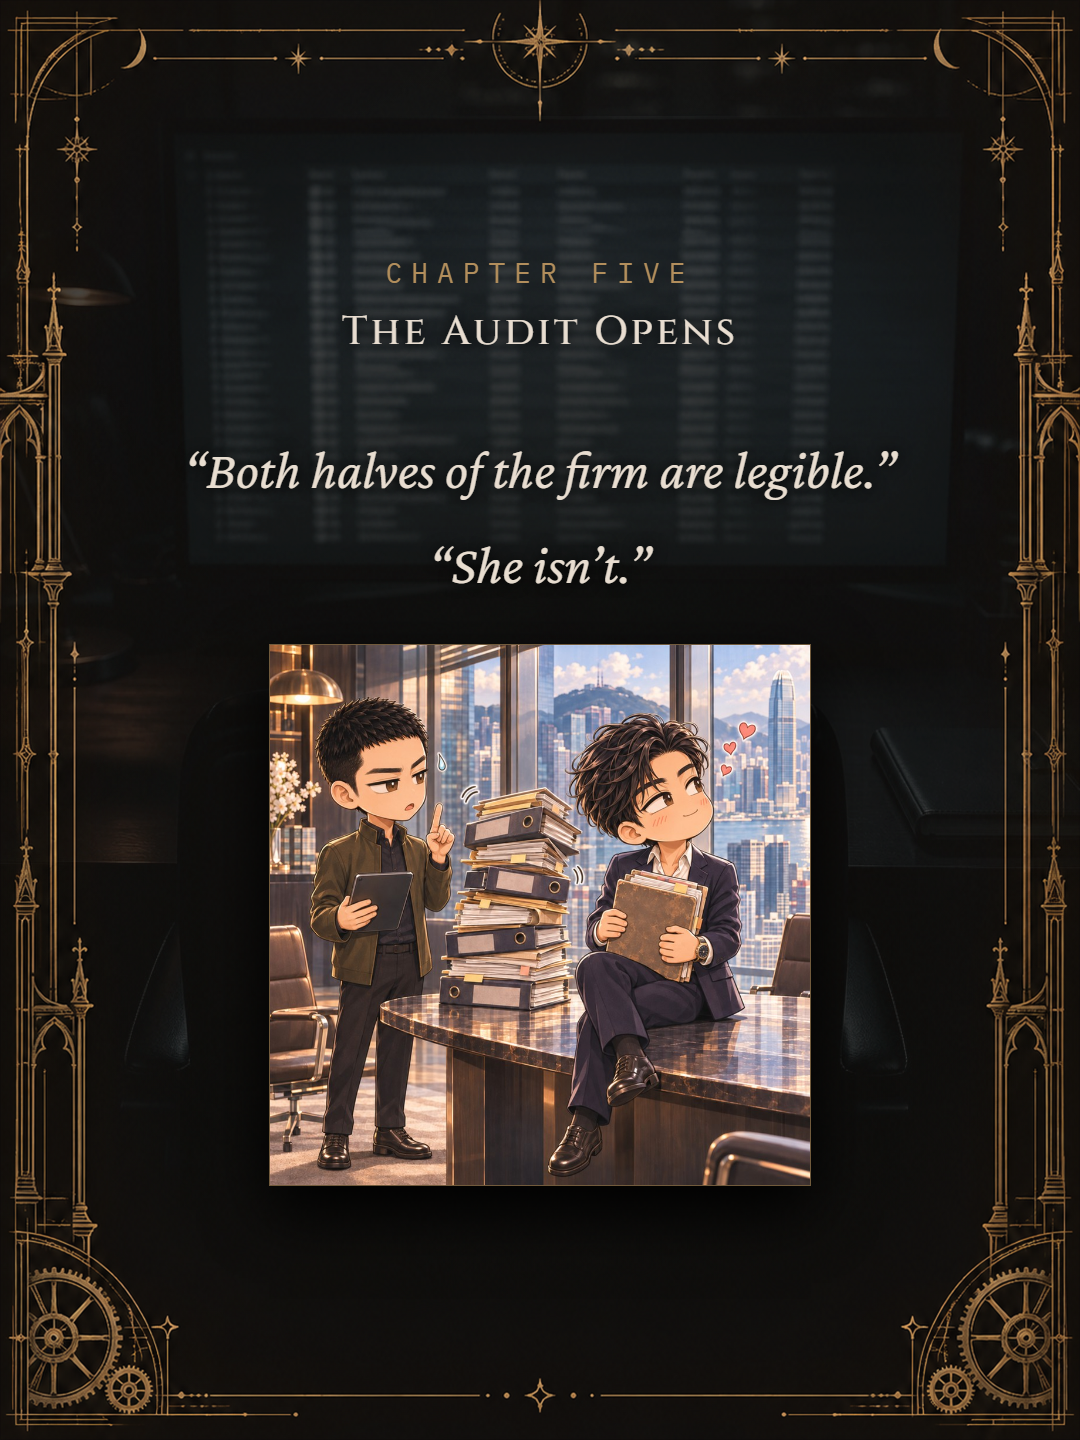 CHAPTER FIVE
The Audit Opens
“Both halves of the firm are legible.”
“She isn’t.”